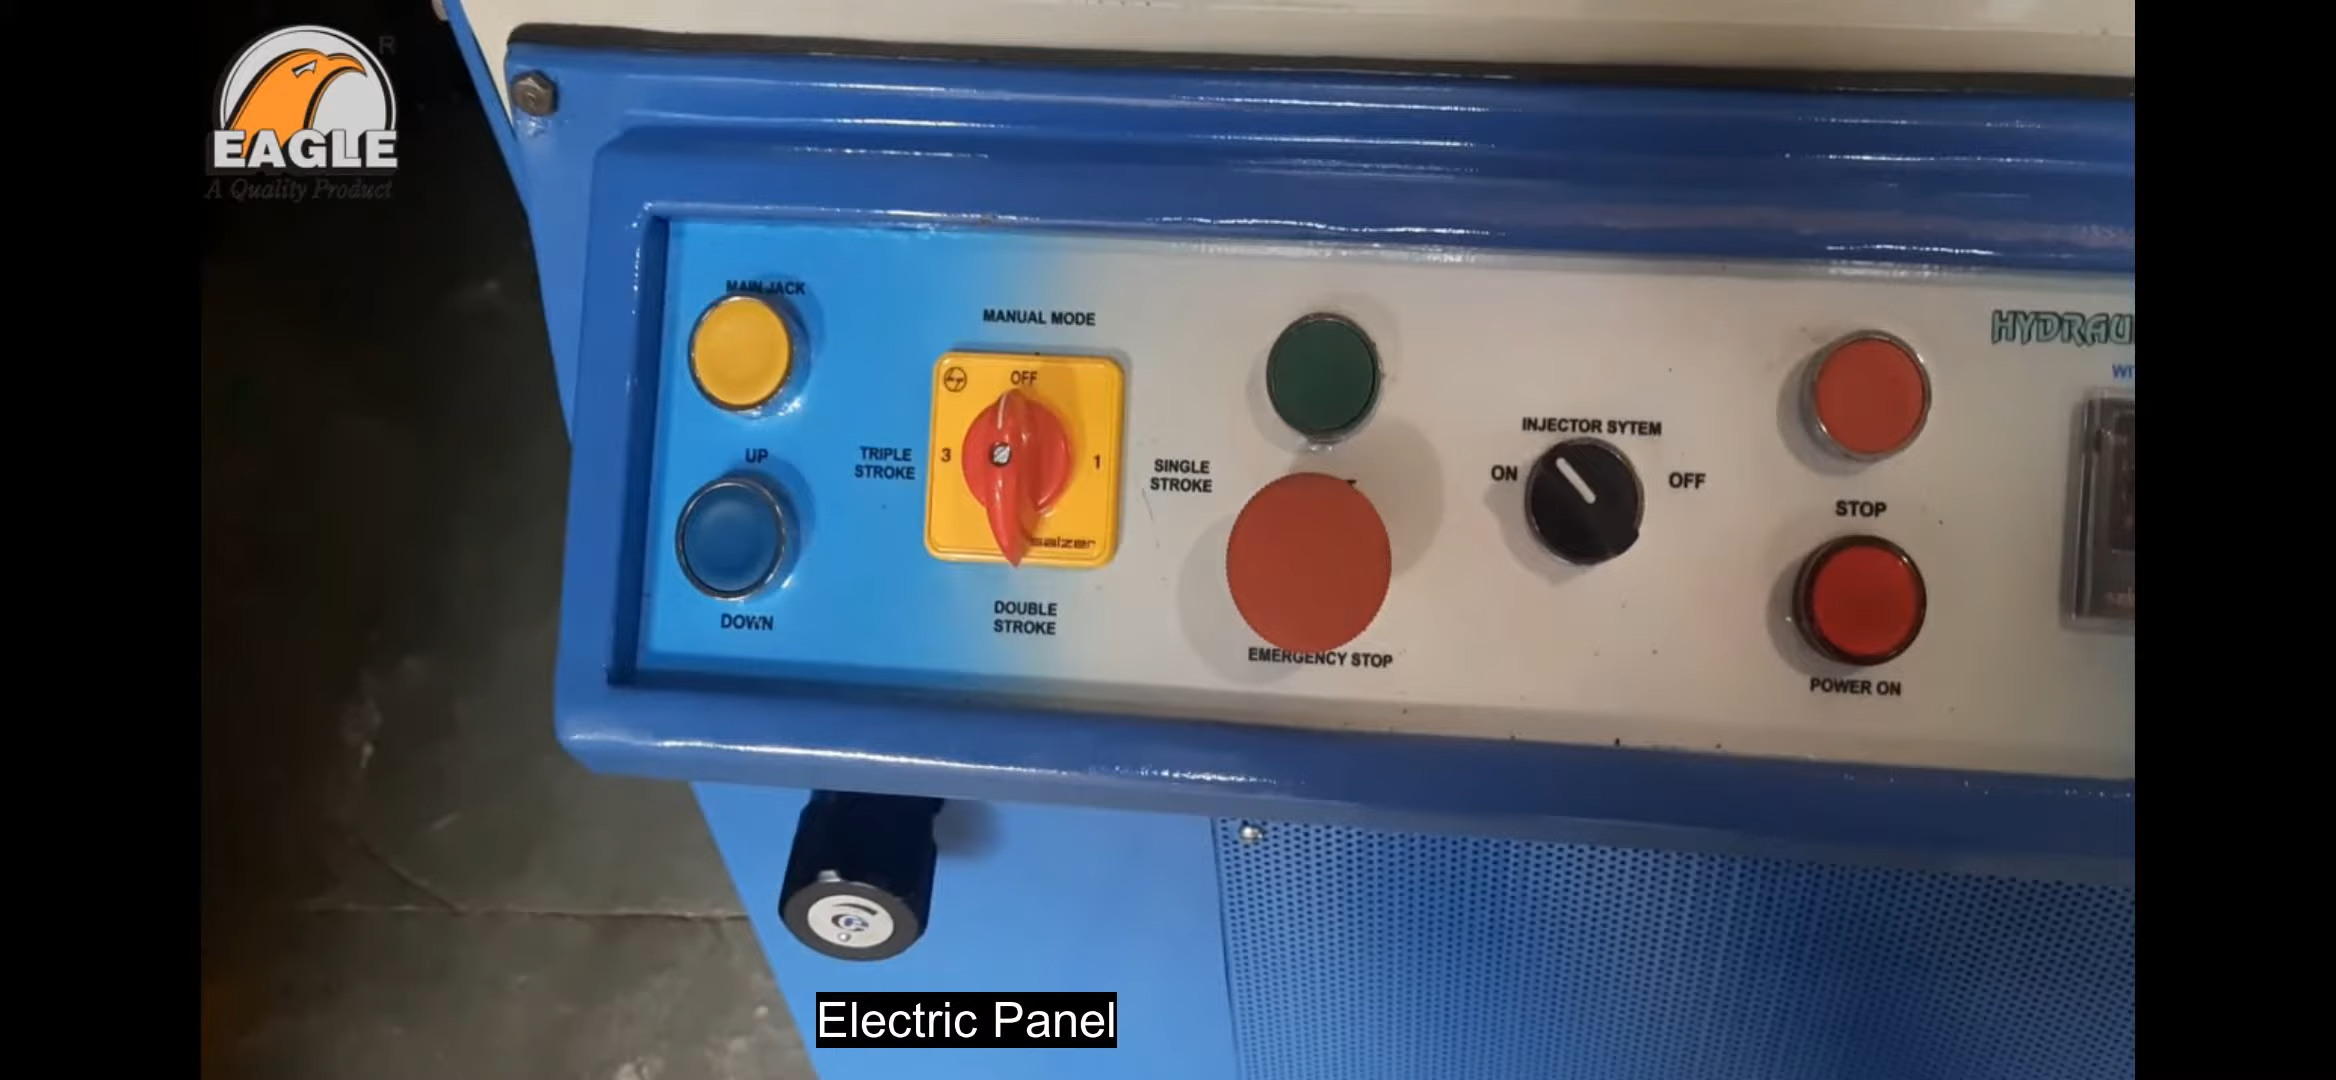 R
EAGLE
A Quality Product
MAIN JACK
UP
DOWN
MANUAL MODE
OFF
TRIPLE
STROKE
3
1
SINGLE
STROKE
salzer
DOUBLE
STROKE
EMERGENCY STOP
INJECTOR SYTEM
ON
OFF
STOP
POWER ON
Electric Panel